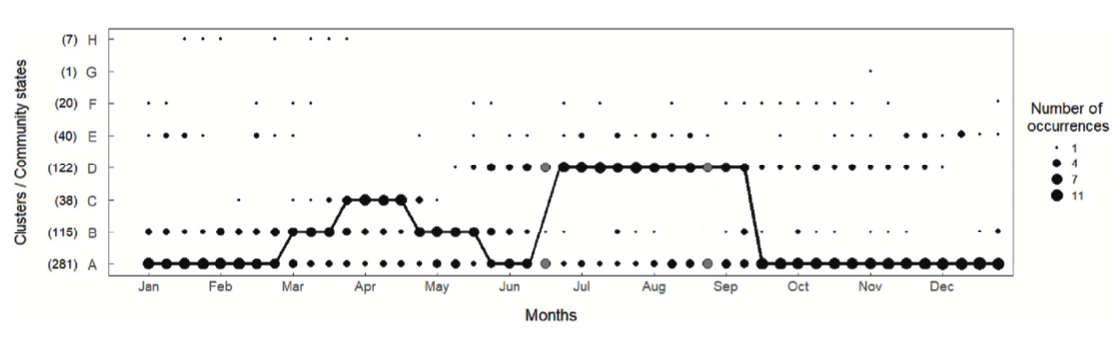 Clusters / Community states
(7) H
(1) G
(20) F
(40) E
(122) D
(38) C
(115) B
(281) A
Jan Feb Mar Apr May Jun Jul Aug Sep Oct Nov Dec
Months
Number of
occurrences
1
4
7
11